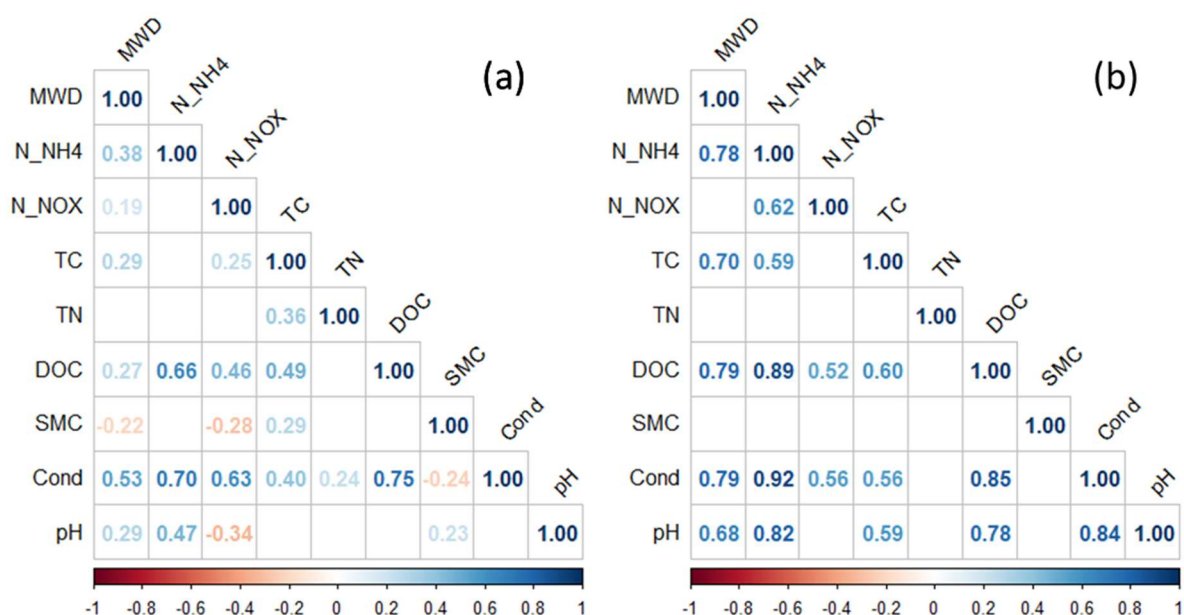 (a)
MWD
N_NH4
N_NOX
TC
TN
DOC
SMC
Cond
pH
MWD 1.00
N_NH4 0.38 1.00
N_NOX 0.19 1.00
TC 0.29 0.25 1.00
TN 0.36 1.00
DOC 0.27 0.66 0.46 0.49 1.00
SMC -0.22 -0.28 0.29 1.00
Cond 0.53 0.70 0.63 0.40 0.24 0.75 -0.24 1.00
pH 0.29 0.47 -0.34 0.23 1.00
-1 -0.8 -0.6 -0.4 -0.2 0 0.2 0.4 0.6 0.8 1
(b)
MWD
N_NH4
N_NOX
TC
TN
DOC
SMC
Cond
pH
MWD 1.00
N_NH4 0.78 1.00
N_NOX 0.62 1.00
TC 0.70 0.59 1.00
TN 1.00
DOC 0.79 0.89 0.52 0.60 1.00
SMC 1.00
Cond 0.79 0.92 0.56 0.56 0.85 1.00
pH 0.68 0.82 0.59 0.78 0.84 1.00
-1 -0.8 -0.6 -0.4 -0.2 0 0.2 0.4 0.6 0.8 1